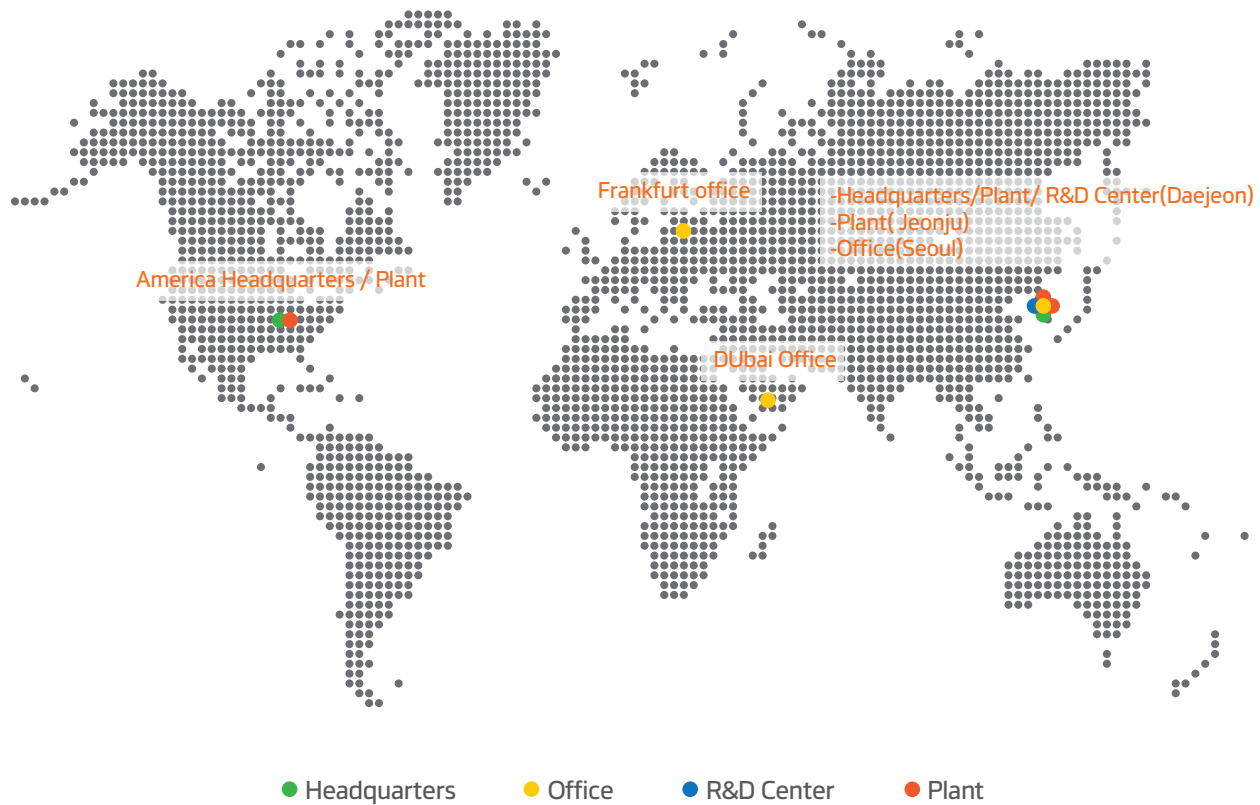 Frankfurt office
-Headquarters/Plant/ R&D Center(Daejeon)
-Plant( Jeonju)
-Office(Seoul)
America Headquarters / Plant
DUbai Office
Headquarters
Office
R&D Center
Plant